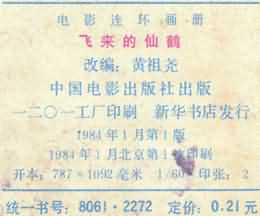 电影连环画册
飞来的仙鹤
改编：黄祖尧
中国电影出版社出版
一二〇一工厂印刷 新华书店发行
1984年1月第1版
1984年1月北京第1次印刷
开本：787×1092毫米 1/60 印张：2
统一书号：8061·2272 定价：0.21元